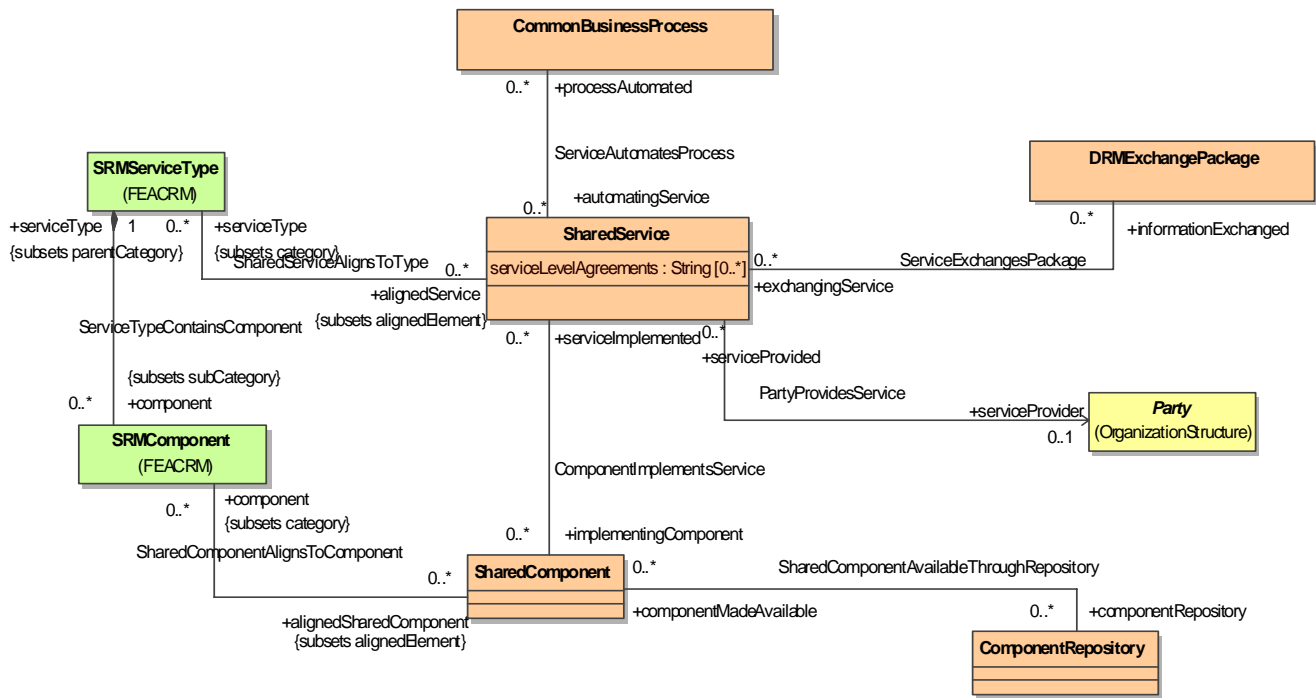 CommonBusinessProcess
0..*
+processAutomated
ServiceAutomatesProcess
+automatingService
0..*
SRMServiceType
(FEACRM)
+serviceType
1
{subsets parentCategory}
0..*
+serviceType
{subsets category}
SharedServiceAlignsToType
0..*
+alignedService
{subsets alignedElement}
SharedService
serviceLevelAgreements : String [0..*]
DRMExchangePackage
0..*
+informationExchanged
0..*
ServiceExchangesPackage
+exchangingService
ServiceTypeContainsComponent
{subsets subCategory}
0..*
+component
0..*
+serviceImplemented
0..*
+serviceProvided
PartyProvidesService
+serviceProvider
0..1
Party
(OrganizationStructure)
SRMComponent
(FEACRM)
0..*
+component
{subsets category}
SharedComponentAlignsToComponent
0..*
+alignedSharedComponent
{subsets alignedElement}
ComponentImplementsService
0..*
+implementingComponent
SharedComponent
0..*
+componentMadeAvailable
SharedComponentAvailableThroughRepository
0..*
+componentRepository
ComponentRepository